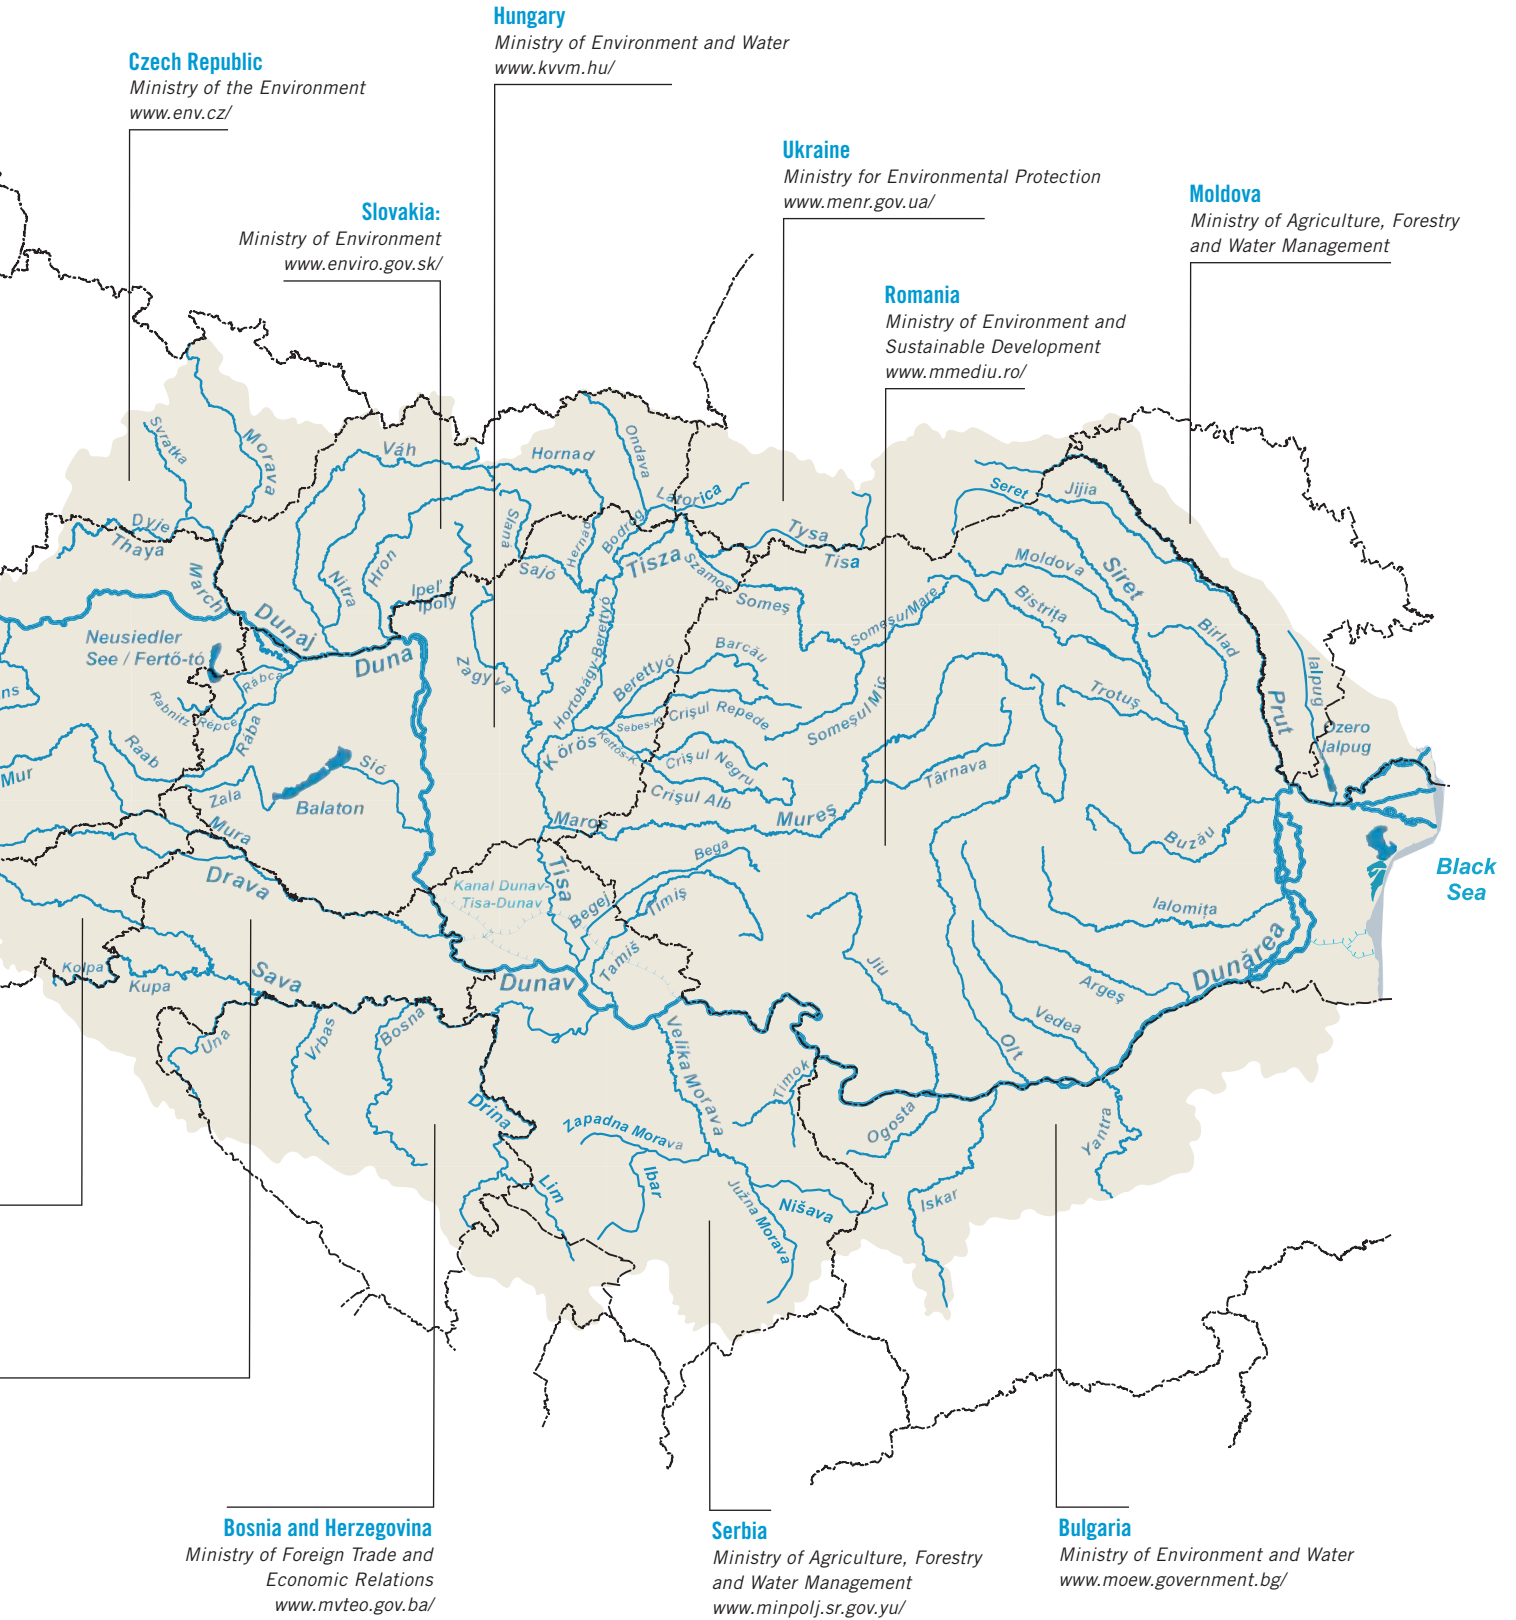 Hungary
Ministry of Environment and Water
www.kvvm.hu/
Czech Republic
Ministry of the Environment
www.env.cz/
Ukraine
Ministry for Environmental Protection
www.menr.gov.ua/
Moldova
Ministry of Agriculture, Forestry
and Water Management
Slovakia:
Ministry of Environment
www.enviro.gov.sk/
Romania
Ministry of Environment and
Sustainable Development
www.mmediu.ro/
Svratka
Morava
Váh
Hornad
Ondava
Latorica
Seret
Jijia
Dyje
Thaya
Slana
Hernad
Bodrog
Tysa
Tisa
March
Nitra
Hron
Ipeľ
Ipoly
Sajó
Tisza
Szamos
Someş
Moldova
Siret
Bistriţa
Birlad
Dunaj
Duna
Neusiedler
See / Fertő-tó
Zagyva
Hortobágy-Berettyó
Berettyó
Barcău
Someşu Mare
Someşul Mic
Trotuş
Ialpug
Prut
Ozero
Ialpug
ns
Rabnitz
Répce
Rábca
Rába
Raab
Mur
Sebes-K
Crişul Repede
Körös
Kettős-K
Crişul Negru
Crişul Alb
Târnava
Zala
Sió
Balaton
Mura
Maros
Mureş
Buzău
Drava
Kanal Dunav-
Tisa-Dunav
Tisa
Bega
Begej
Timiş
Tamiš
Ialomiţa
Black
Sea
Kolpa
Kupa
Sava
Dunav
Jiu
Argeş
Dunărea
Una
Vrbas
Bosna
Velika Morava
Timok
Olt
Vedea
Drina
Zapadna Morava
Ogosta
Yantra
Lim
Ibar
Južna Morava
Nišava
Iskar
Bosnia and Herzegovina
Ministry of Foreign Trade and
Economic Relations
www.mvteo.gov.ba/
Serbia
Ministry of Agriculture, Forestry
and Water Management
www.minpolj.sr.gov.yu/
Bulgaria
Ministry of Environment and Water
www.moew.government.bg/